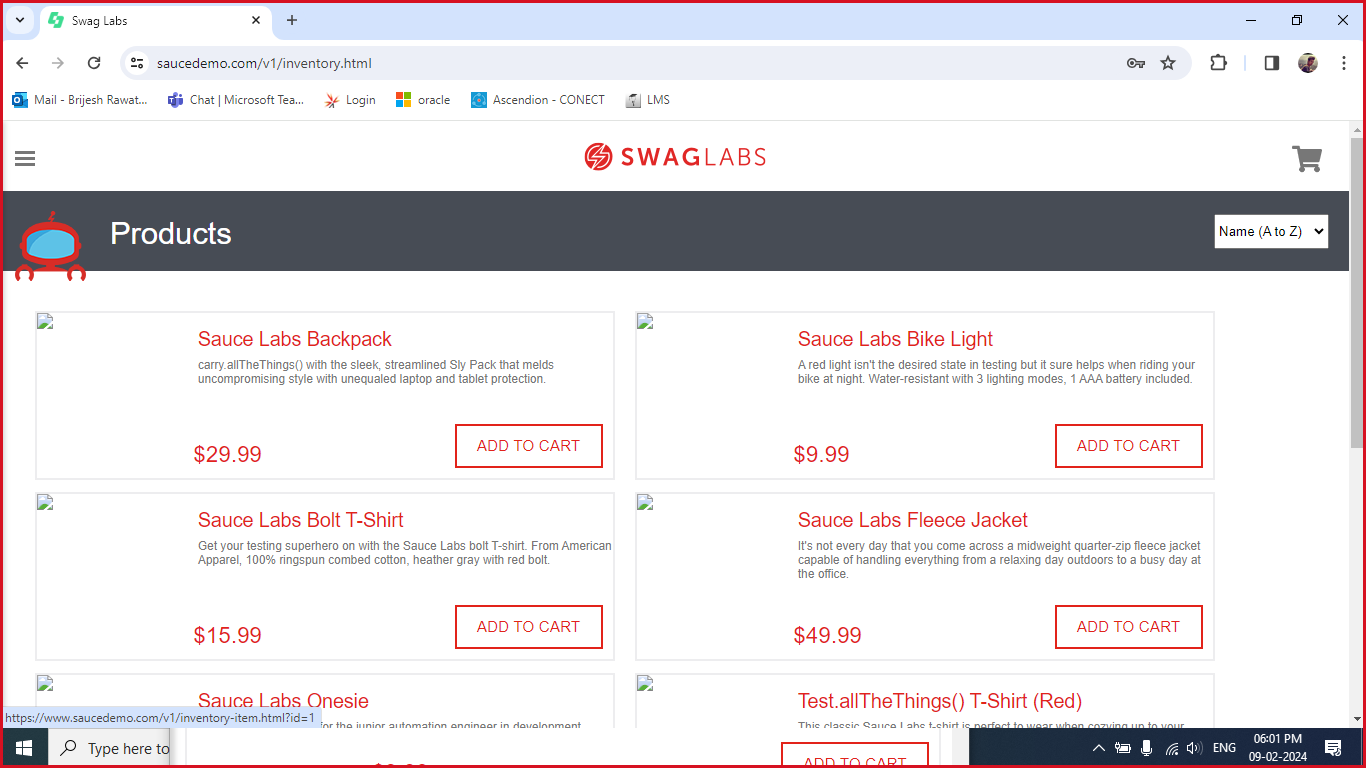 Swag Labs
saucedemo.com/v1/inventory.html
Mail - Brijesh Rawat... Chat | Microsoft Tea... Login oracle Ascendion - CONECT LMS
SWAGLABS
Products
Name (A to Z)
Sauce Labs Backpack
carry.allTheThings() with the sleek, streamlined Sly Pack that melds
uncompromising style with unequaled laptop and tablet protection.
$29.99
ADD TO CART
Sauce Labs Bike Light
A red light isn't the desired state in testing but it sure helps when riding your
bike at night. Water-resistant with 3 lighting modes, 1 AAA battery included.
$9.99
ADD TO CART
Sauce Labs Bolt T-Shirt
Get your testing superhero on with the Sauce Labs bolt T-shirt. From American
Apparel, 100% ringspun combed cotton, heather gray with red bolt.
$15.99
ADD TO CART
Sauce Labs Fleece Jacket
It's not every day that you come across a midweight quarter-zip fleece jacket
capable of handling everything from a relaxing day outdoors to a busy day at
the office.
$49.99
ADD TO CART
Sauce Labs Onesie
for the junior automation engineer in development.
Test.allTheThings() T-Shirt (Red)
This classic Sauce Labs t-shirt is perfect to wear when cozying up to your
https://www.saucedemo.com/v1/inventory-item.html?id=1
Type here to
ADD TO CART
ENG
06:01 PM
09-02-2024